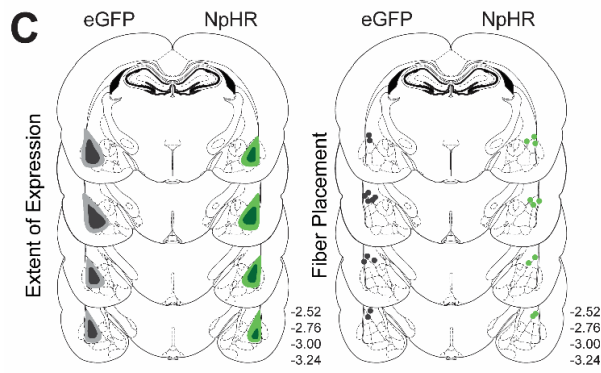 C
eGFP NpHR
Extent of Expression
-2.52
-2.76
-3.00
-3.24
eGFP NpHR
Fiber Placement
-2.52
-2.76
-3.00
-3.24